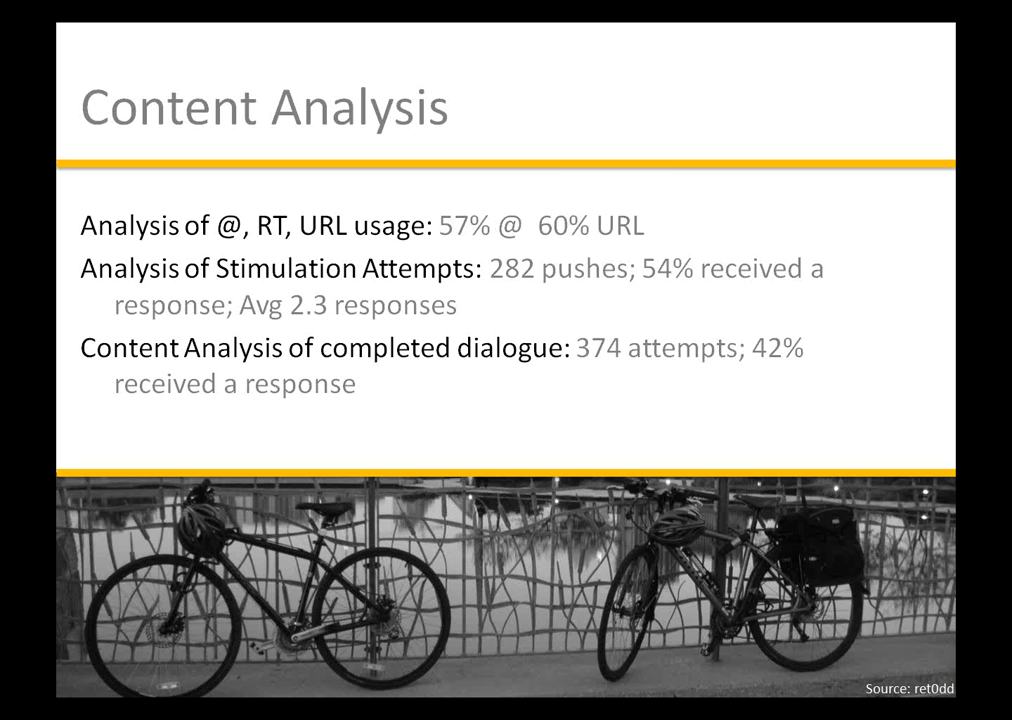 Content Analysis
Analysis of @, RT, URL usage: 57% @  60% URL
Analysis of Stimulation Attempts: 282 pushes; 54% received a
response; Avg 2.3 responses
Content Analysis of completed dialogue: 374 attempts; 42%
received a response
Source: ret0dd